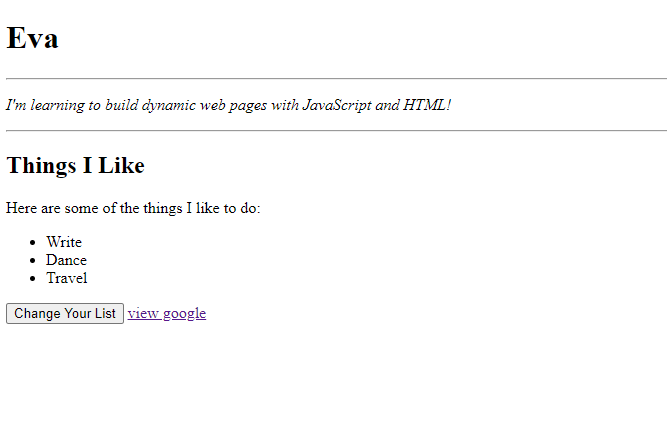 Eva
I'm learning to build dynamic web pages with JavaScript and HTML!
Things I Like
Here are some of the things I like to do:
Write
Dance
Travel
Change Your List view google